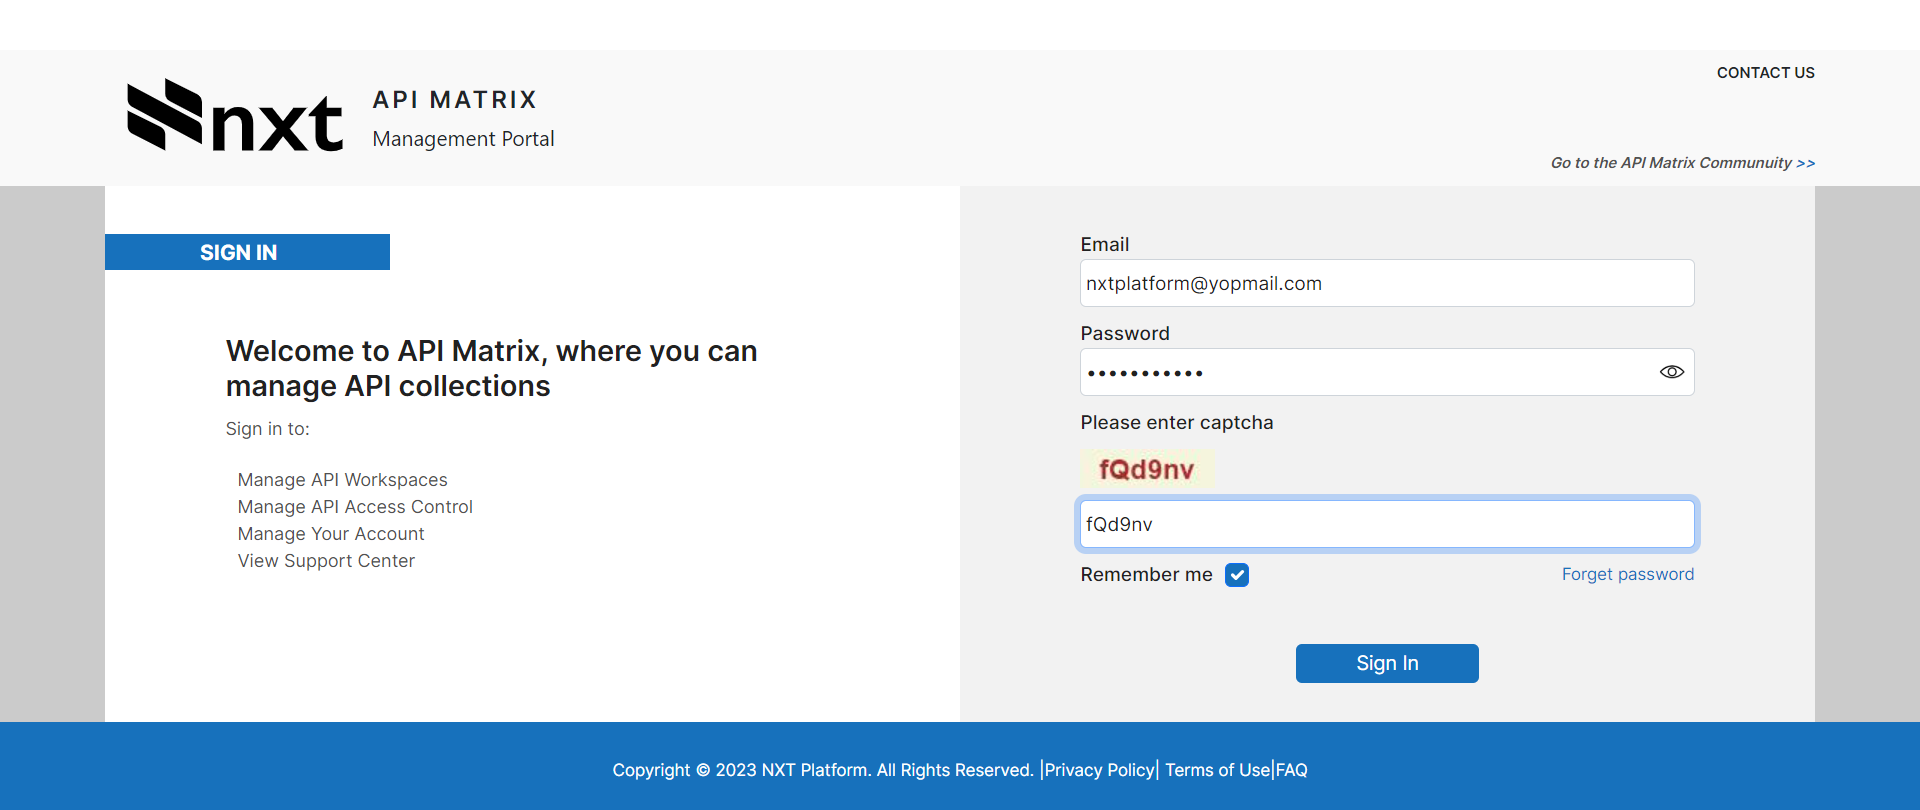 nxt
API MATRIX
Management Portal
CONTACT US
Go to the API Matrix Communuity >>
SIGN IN
Welcome to API Matrix, where you can
manage API collections
Sign in to:
Manage API Workspaces
Manage API Access Control
Manage Your Account
View Support Center
Email
nxtplatform@yopmail.com
Password
•••••••••••
Please enter captcha
fQd9nv
fQd9nv
Remember me
Forget password
Sign In
Copyright © 2023 NXT Platform. All Rights Reserved. |Privacy Policy| Terms of Use|FAQ